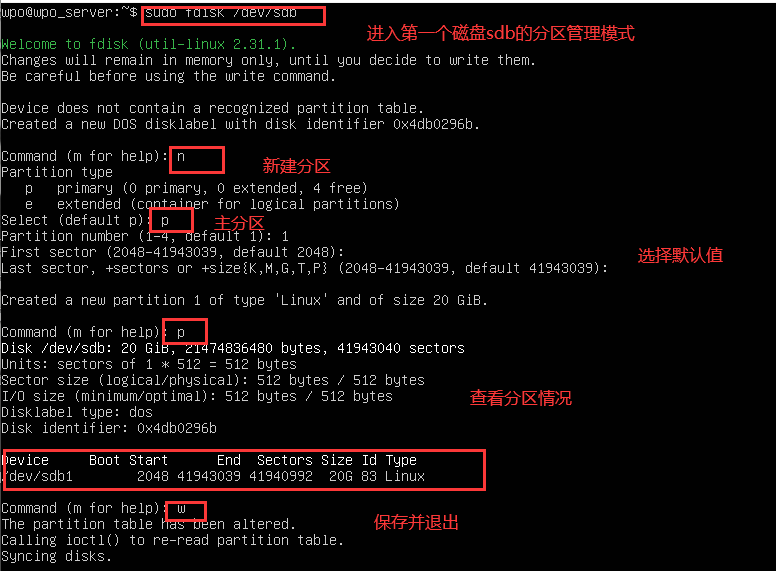 wpo@wpo_server:~$ sudo fdisk /dev/sdb
进入第一个磁盘sdb的分区管理模式
Welcome to fdisk (util-linux 2.31.1).
Changes will remain in memory only, until you decide to write them.
Be careful before using the write command.
Device does not contain a recognized partition table.
Created a new DOS disklabel with disk identifier 0x4db0296b.
Command (m for help): n
新建分区
Partition type
p primary (0 primary, 0 extended, 4 free)
e extended (container for logical partitions)
Select (default p): p
主分区
Partition number (1-4, default 1): 1
First sector (2048-41943039, default 2048):
选择默认值
Last sector, +sectors or +size{K,M,G,T,P} (2048-41943039, default 41943039):
Created a new partition 1 of type 'Linux' and of size 20 GiB.
Command (m for help): p
Disk /dev/sdb: 20 GiB, 21474836480 bytes, 41943040 sectors
Units: sectors of 1 * 512 = 512 bytes
Sector size (logical/physical): 512 bytes / 512 bytes
I/O size (minimum/optimal): 512 bytes / 512 bytes
查看分区情况
Disklabel type: dos
Disk identifier: 0x4db0296b
Device Boot Start End Sectors Size Id Type
/dev/sdb1 2048 41943039 41940992 20G 83 Linux
Command (m for help): w
The partition table has been altered.
保存并退出
Calling ioctl() to re-read partition table.
Syncing disks.